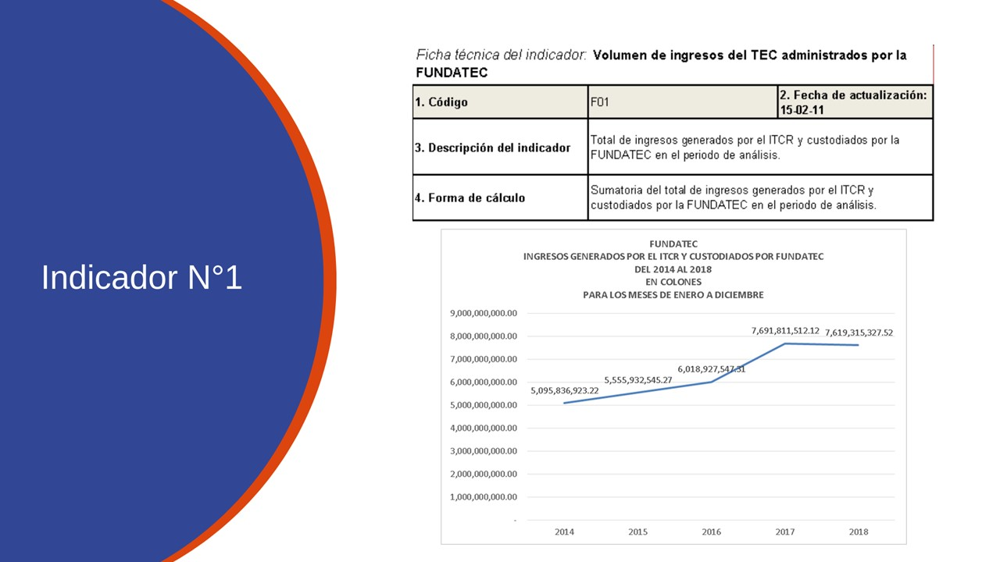 Indicador N°1
Ficha técnica del indicador: Volumen de ingresos del TEC administrados por la
FUNDATEC
1. Código
F01
2. Fecha de actualización:
15-02-11
3. Descripción del indicador
Total de ingresos generados por el ITCR y custodiados por la
FUNDATEC en el periodo de análisis.
4. Forma de cálculo
Sumatoria del total de ingresos generados por el ITCR y
custodiados por la FUNDATEC en el periodo de análisis.
FUNDATEC
INGRESOS GENERADOS POR EL ITCR Y CUSTODIADOS POR FUNDATEC
DEL 2014 AL 2018
EN COLONES
PARA LOS MESES DE ENERO A DICIEMBRE
9,000,000,000.00
8,000,000,000.00
7,000,000,000.00
6,000,000,000.00
5,000,000,000.00
4,000,000,000.00
3,000,000,000.00
2,000,000,000.00
1,000,000,000.00
-
5,095,836,923.22
5,555,932,545.27
6,018,927,547.31
7,691,811,512.12
7,619,315,327.52
2014 2015 2016 2017 2018